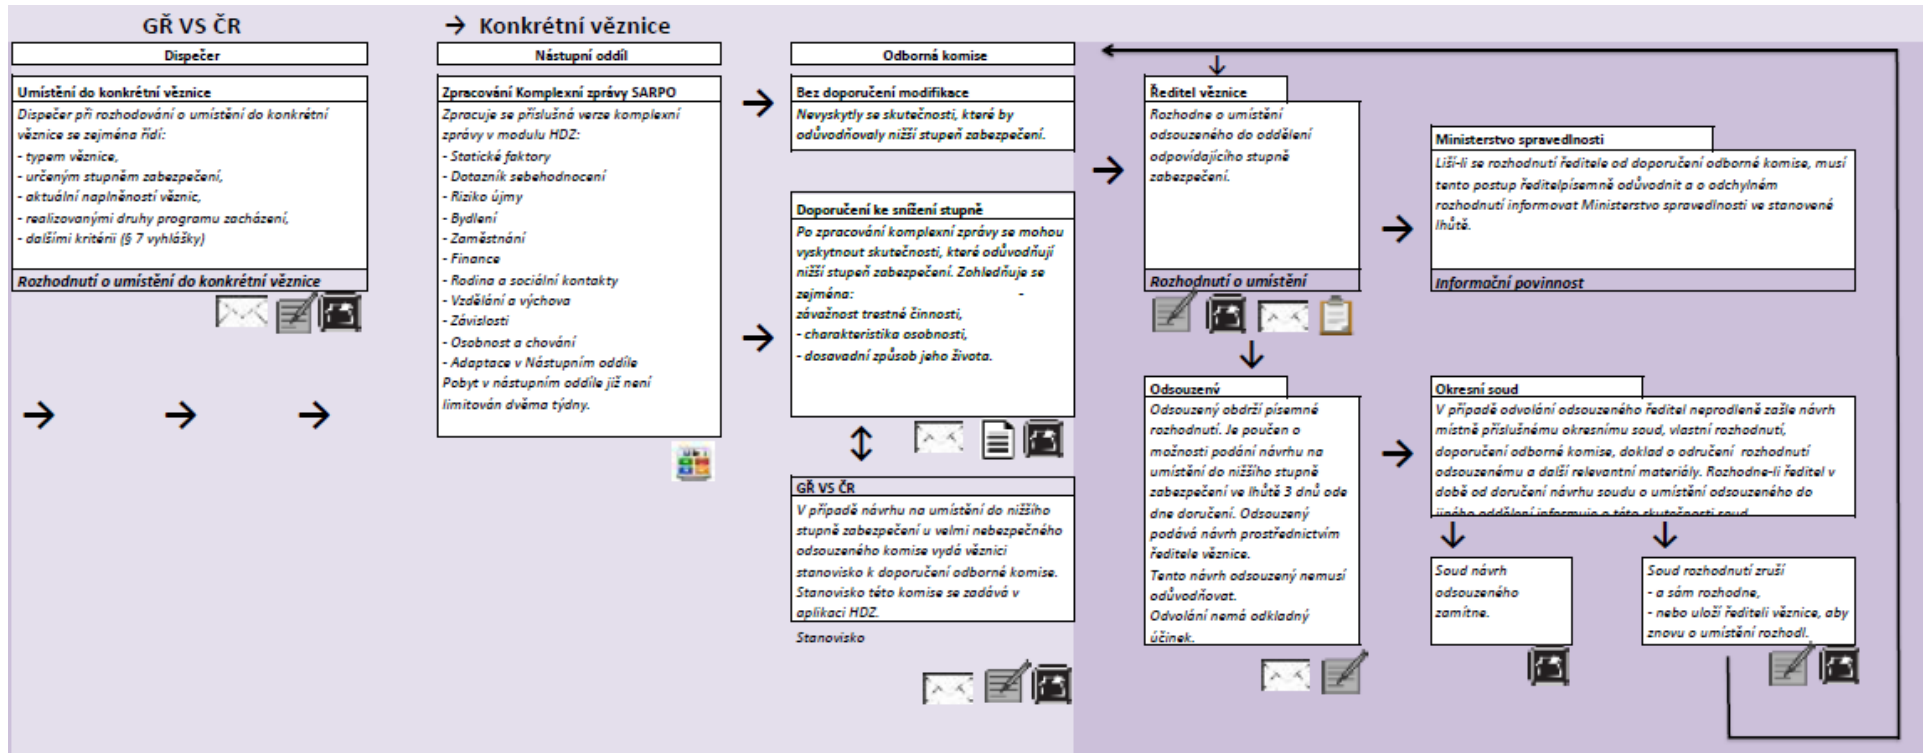 GŘ VS ČR
→ Konkrétní věznice
Dispečer
Umístění do konkrétní věznice
Dispečer při rozhodování o umístění do konkrétní
věznice se zejména řídí:
- typem věznice,
- určeným stupněm zabezpečení,
- aktuální naplněností věznic,
- realizovanými druhy programu zacházení,
- dalšími kritérii (§ 7 vyhlášky)
Rozhodnutí o umístění do konkrétní věznice
Nástupní oddíl
Zpracování Komplexní zprávy SARPO
Zpracuje se příslušná verze komplexní
zprávy v modulu HDZ:
- Statické faktory
- Dotazník sebehodnocení
- Riziko újmy
- Bydlení
- Zaměstnání
- Finance
- Rodina a sociální kontakty
- Vzdělání a výchova
- Závislosti
- Osobnost a chování
- Adaptace v Nástupním oddíle
Pobyt v nástupním oddíle již není
limitován dvěma týdny.
Odborná komise
Bez doporučení modifikace
Nevyskytly se skutečnosti, které by
odůvodňovaly nižší stupeň zabezpečení.
Doporučení ke snížení stupně
Po zpracování komplexní zprávy se mohou
vyskytnout skutečnosti, které odůvodňují
nižší stupeň zabezpečení. Zohledňuje se
zejména: -
závažnost trestné činnosti,
- charakteristika osobnosti,
- dosavadní způsob jeho života.
GŘ VS ČR
V případě návrhu na umístění do nižšího
stupně zabezpečení u velmi nebezpečného
odsouzeného komise vydá věznici
stanovisko k doporučení odborné komise.
Stanovisko této komise se zadává v
aplikaci HDZ.
Stanovisko
Ředitel věznice
Rozhodne o umístění
odsouzeného do oddělení
odpovídajícího stupně
zabezpečení.
Rozhodnutí o umístění
Ministerstvo spravedlnosti
Liší-li se rozhodnutí ředitele od doporučení odborné komise, musí
tento postup ředitelpísemně odůvodnit a o odchylném
rozhodnutí informovat Ministerstvo spravedlnosti ve stanovené
lhůtě.
Informační povinnost
Odsouzený
Odsouzený obdrží písemné
rozhodnutí. Je poučen o
možnosti podání návrhu na
umístění do nižšího stupně
zabezpečení ve lhůtě 3 dnů ode
dne doručení. Odsouzený
podává návrh prostřednictvím
ředitele věznice.
Tento návrh odsouzený nemusí
odůvodňovat.
Odvolání nemá odkladný
účinek.
Okresní soud
V případě odvolání odsouzeného ředitel neprodleně zašle návrh
místně příslušnému okresnímu soud, vlastní rozhodnutí,
doporučení odborné komise, doklad o odručení rozhodnutí
odsouzenému a další relevantní materiály. Rozhodne-li ředitel v
době od doručení návrhu soudu o umístění odsouzeného do
jiného oddělení informuje o této skutečnosti soud.
Soud návrh
odsouzeného
zamítne.
Soud rozhodnutí zruší
- a sám rozhodne,
- nebo uloží řediteli věznice, aby
znovu o umístění rozhodl.